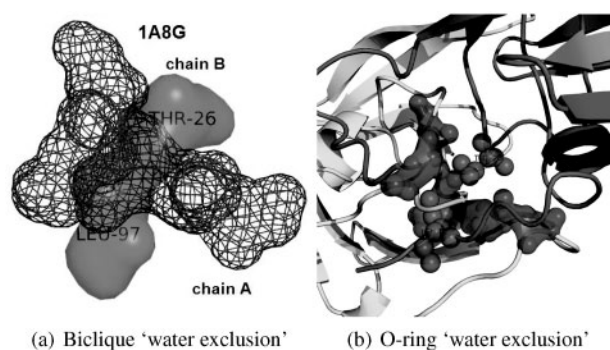 1A8G
chain B
THR-26
LEU-97
chain A
(a) Biclique ‘water exclusion’
(b) O-ring ‘water exclusion’